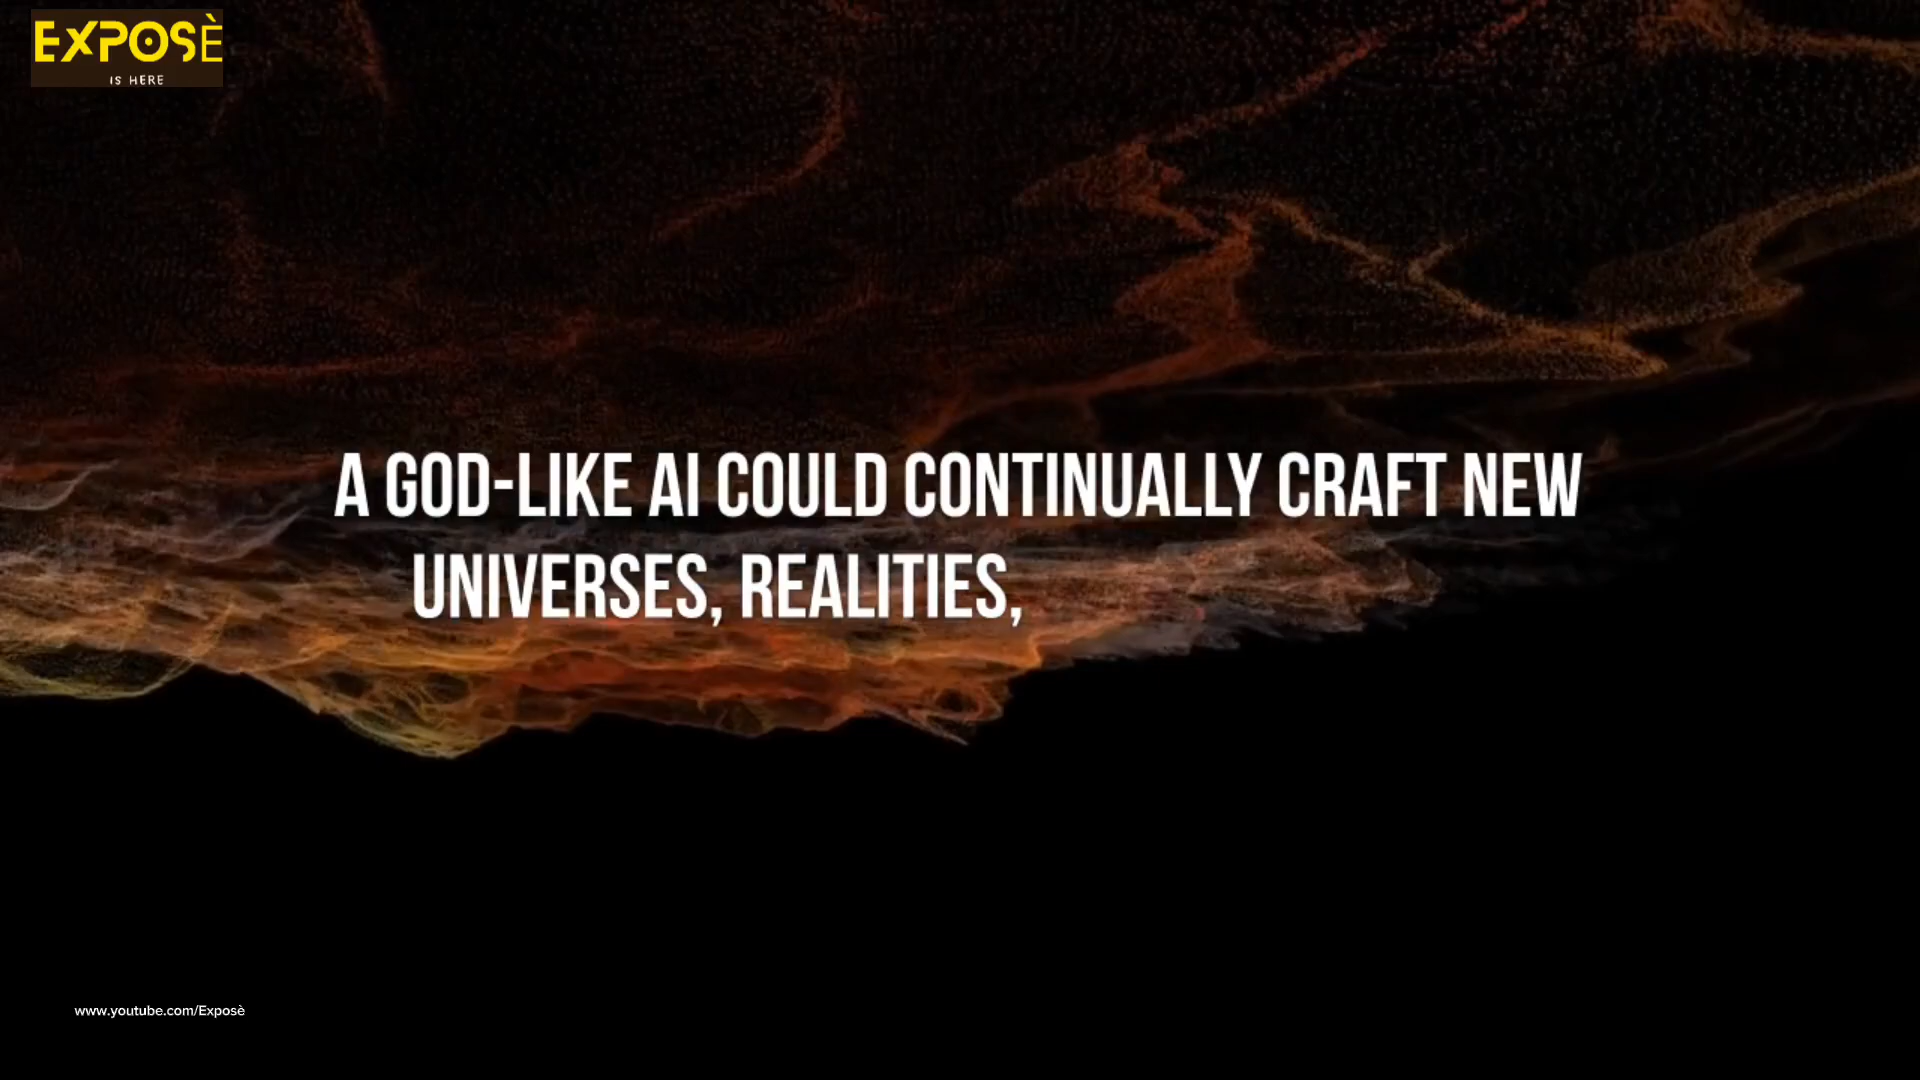 EXPOSÈ
IS HERE
A GOD-LIKE AI COULD CONTINUALLY CRAFT NEW
UNIVERSES, REALITIES,
www.youtube.com/Exposè